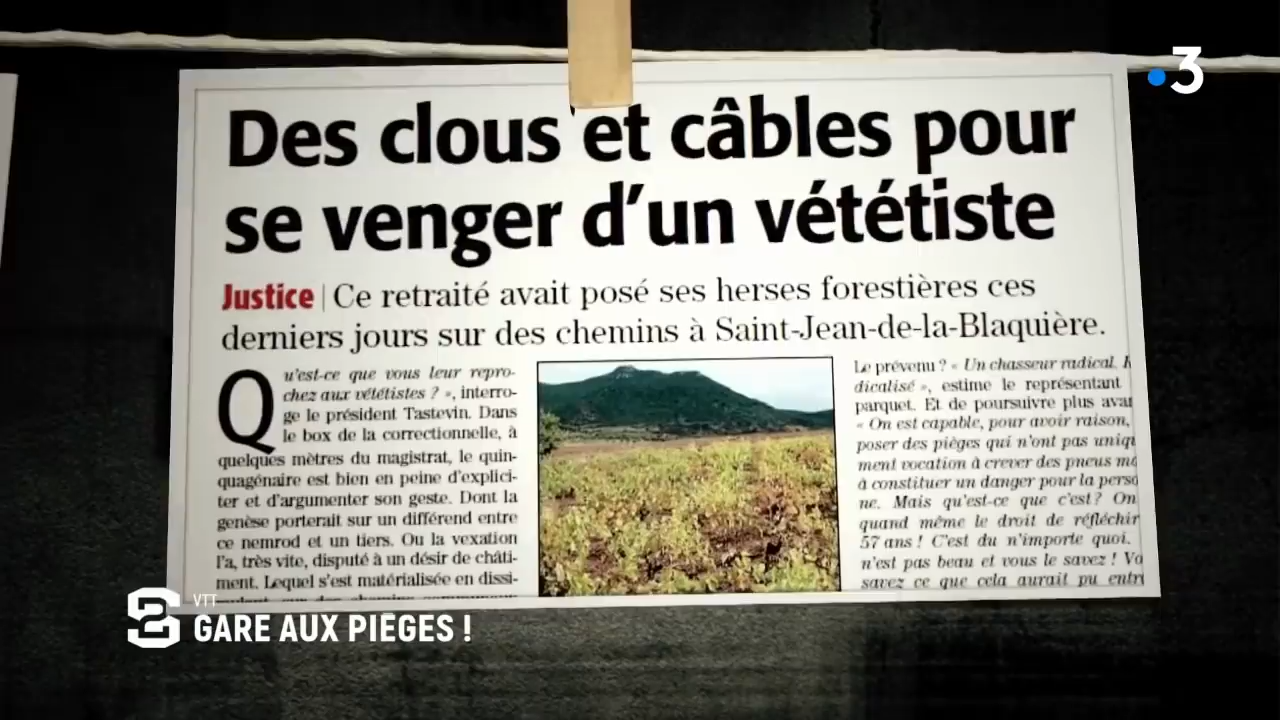 3
Des clous et câbles pour
se venger d'un vététiste
Justice | Ce retraité avait posé ses herses forestières ces
derniers jours sur des chemins à Saint-Jean-de-la-Blaquière.
Qu'est-ce que vous leur repro-
chez aux vététistes ? », interro-
ge le président Tastevin. Dans
le box de la correctionnelle, à
quelques mètres du magistrat, le quin-
quagénaire est bien en peine d'explici-
ter et d'argumenter son geste. Dont la
genèse porterait sur un différend entre
ce nemrod et un tiers. Ou la vexation
l'a, très vite, disputé à un désir de châti-
ment. Lequel s'est matérialisée en dissi-
Le prévenu ? « Un chasseur radical.
dicalisé », estime le représentant
parquet. Et de poursuivre plus avan
« On est capable, pour avoir raison,
poser des pièges qui n'ont pas uniqu
ment vocation à crever des pneus ma
à constituer un danger pour la perso
ne. Mais qu'est-ce que c'est ? On
quand même le droit de réfléchir
57 ans ! C'est du n'importe quoi.
n'est pas beau et vous le savez ! Vo
savez ce que cela aurait pu entr
VTT
GARE AUX PIÈGES !